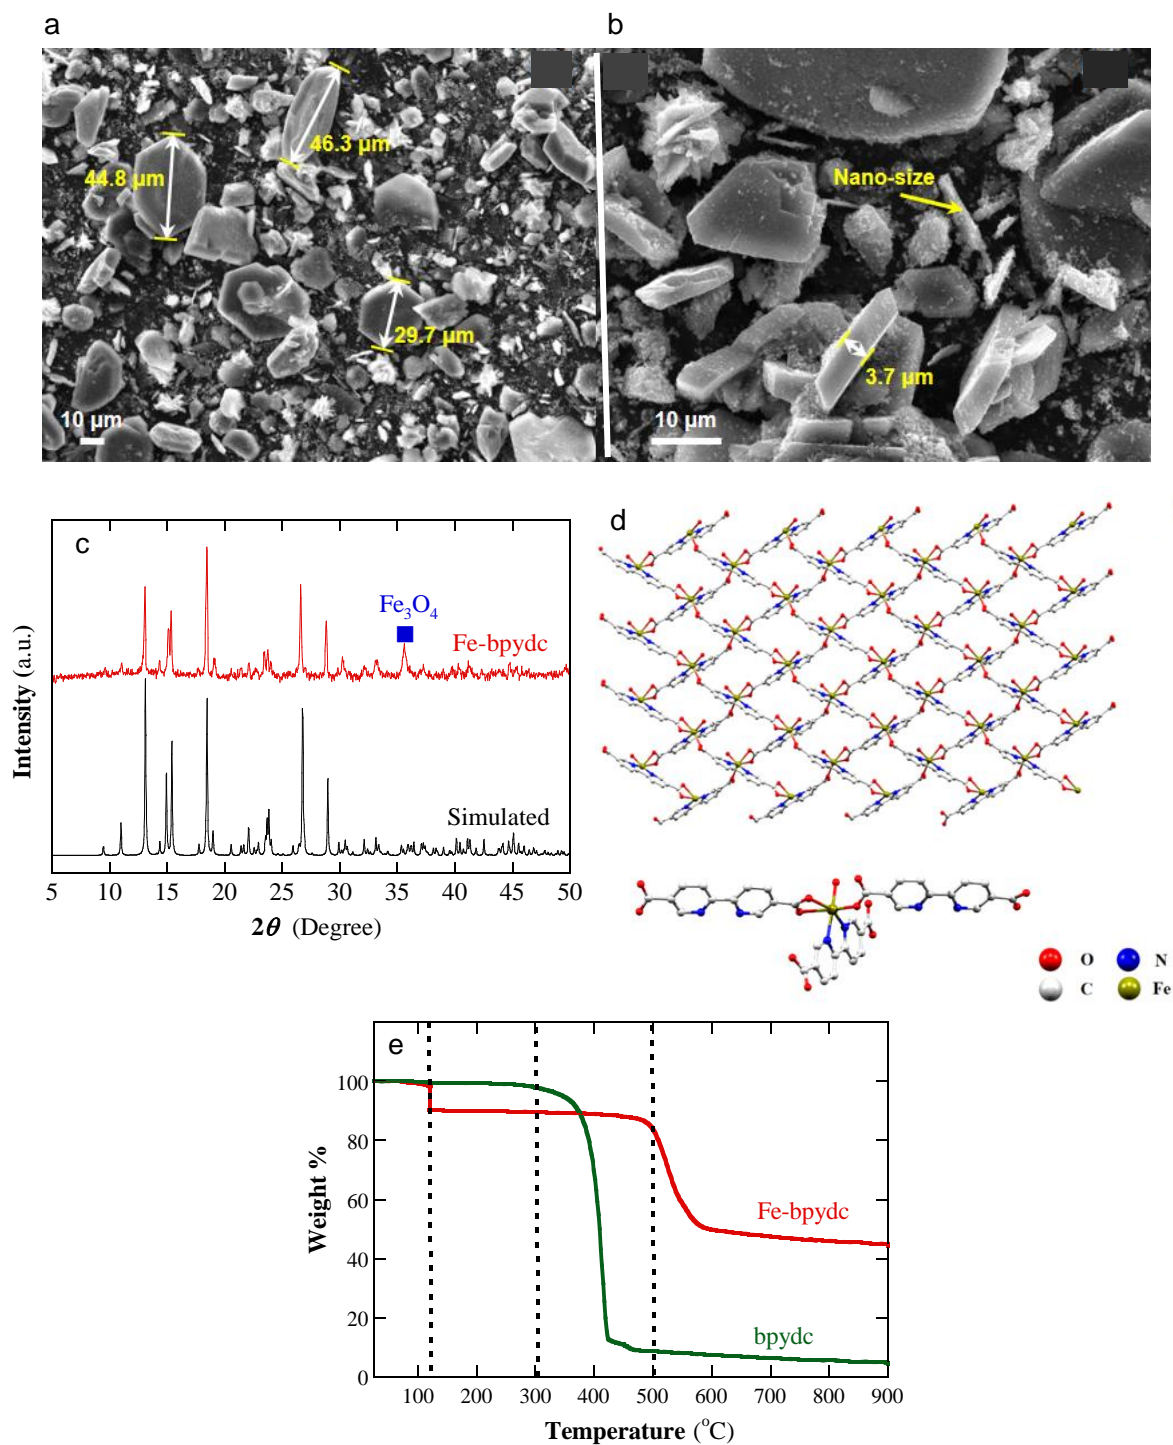 a
b
46.3 µm
44.8 µm
29.7 µm
10 µm
Nano-size
3.7 µm
10 µm
c
Fe3O4
Fe-bpydc
Simulated
Intensity (a.u.)
5 10 15 20 25 30 35 40 45 50
2θ (Degree)
d
O N
C Fe
e
100
80
60
40
20
0
Weight %
Fe-bpydc
bpydc
100 200 300 400 500 600 700 800 900
Temperature (°C)